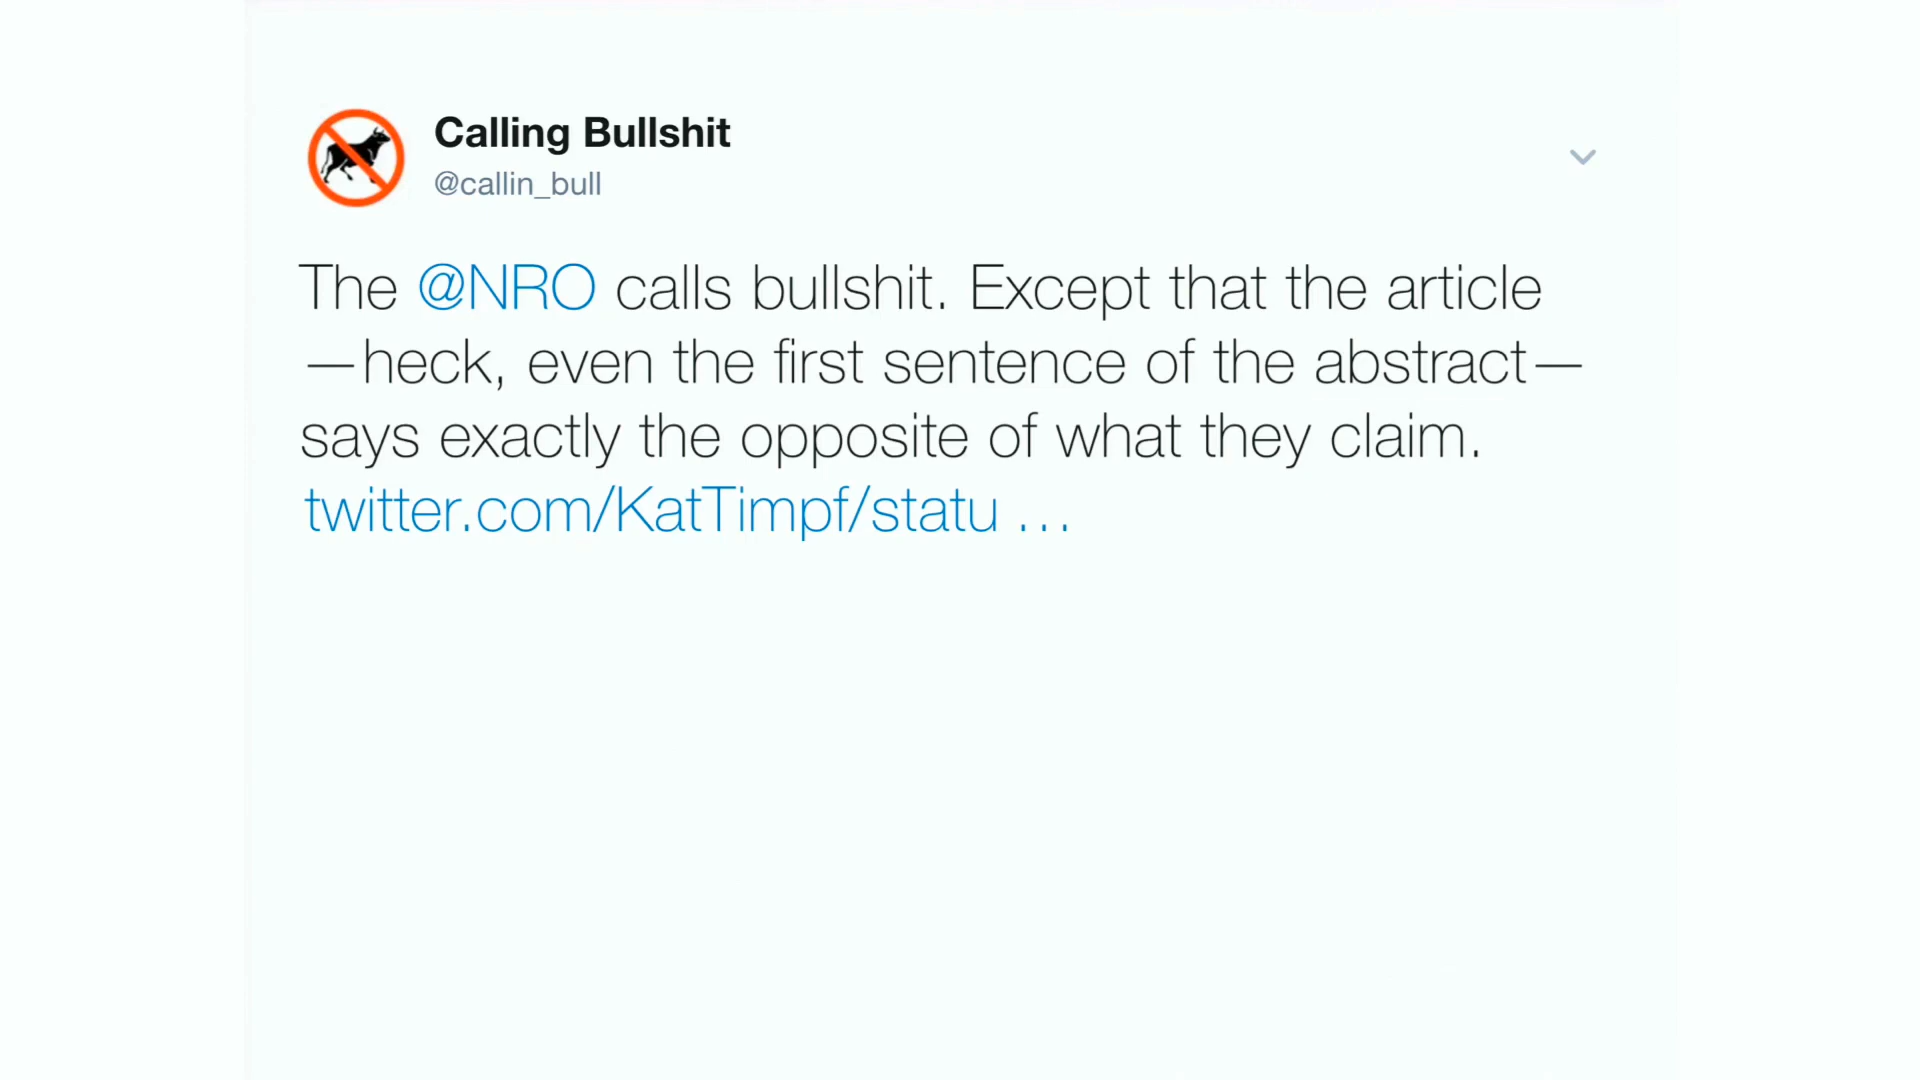 Calling Bullshit
@callin_bull
The @NRO calls bullshit. Except that the article
—heck, even the first sentence of the abstract—
says exactly the opposite of what they claim.
twitter.com/KatTimpf/statu ...